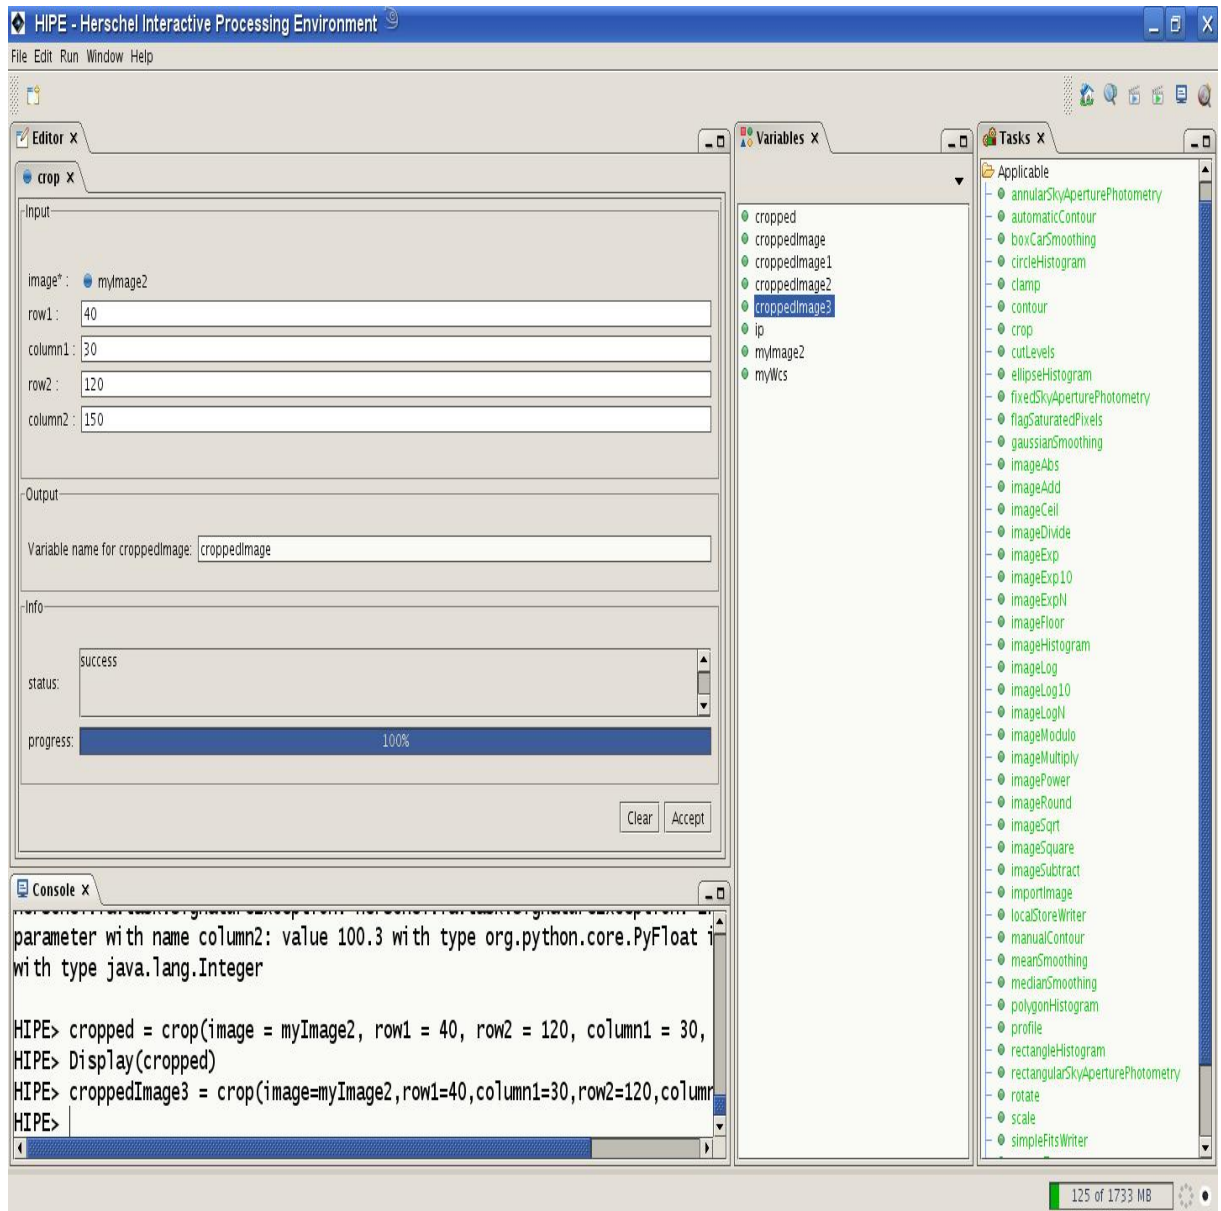 HIPE - Herschel Interactive Processing Environment
File Edit Run Window Help
Editor X
crop X
Input
image* : myImage2
row1 : 40
column1 : 30
row2 : 120
column2 : 150
Output
Variable name for croppedImage: croppedImage
Info
status: success
progress: 100%
Clear Accept
Console X
parameter with name column2: value 100.3 with type org.python.core.PyFloat i
with type java.lang.Integer
HIPE> cropped = crop(image = myImage2, row1 = 40, row2 = 120, column1 = 30,
HIPE> Display(cropped)
HIPE> croppedImage3 = crop(image=myImage2,row1=40,column1=30,row2=120,colum
HIPE>
Variables X
cropped
croppedImage
croppedImage1
croppedImage2
croppedImage3
ip
myImage2
myWcs
Tasks X
Applicable
annularSkyAperturePhotometry
automaticContour
boxCarSmoothing
circleHistogram
clamp
contour
crop
cutLevels
ellipseHistogram
fixedSkyAperturePhotometry
flagSaturatedPixels
gaussianSmoothing
imageAbs
imageAdd
imageCeil
imageDivide
imageExp
imageExp10
imageExpN
imageFloor
imageHistogram
imageLog
imageLog10
imageLogN
imageModulo
imageMultiply
imagePower
imageRound
imageSqrt
imageSquare
imageSubtract
importImage
localStoreWriter
manualContour
meanSmoothing
medianSmoothing
polygonHistogram
profile
rectangleHistogram
rectangularSkyAperturePhotometry
rotate
scale
simpleFitsWriter
125 of 1733 MB